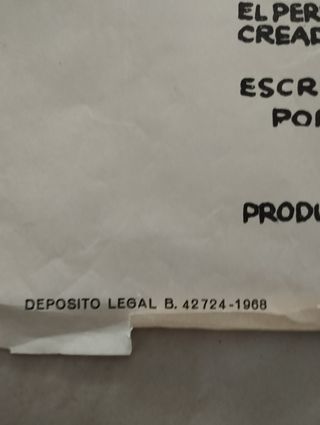 EL PER
CREAD
ESCR
POR
PRODU
DEPOSITO LEGAL B. 42724-1968